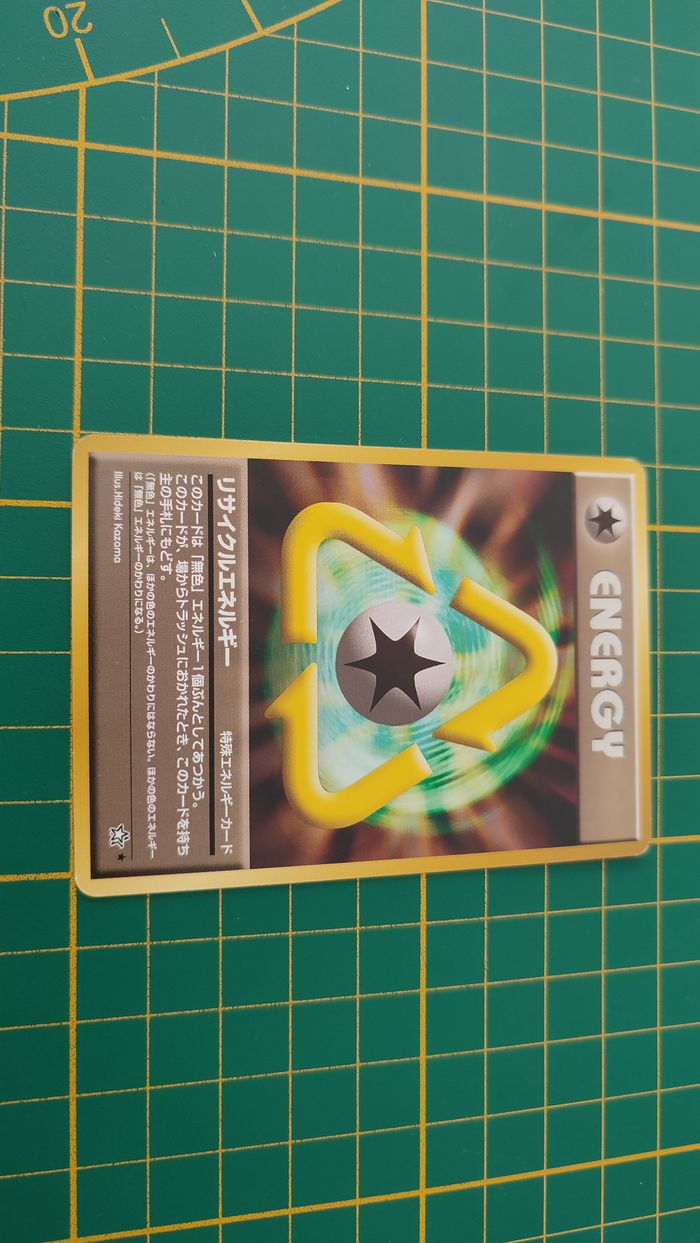 20
ENERGY
リサイクルエネルギー 特殊エネルギーカード
このカードは「無色」エネルギー1個ぶんとしてあつかう。
このカードが、場からトラッシュにおかれたとき、このカードを持ち
主の手札にもどす。
(「無色」エネルギーは、ほかの色のエネルギーのかわりにはならない。ほかの色のエネルギー
は「無色」エネルギーのかわりになる。)
Illus.Hideki Kazama